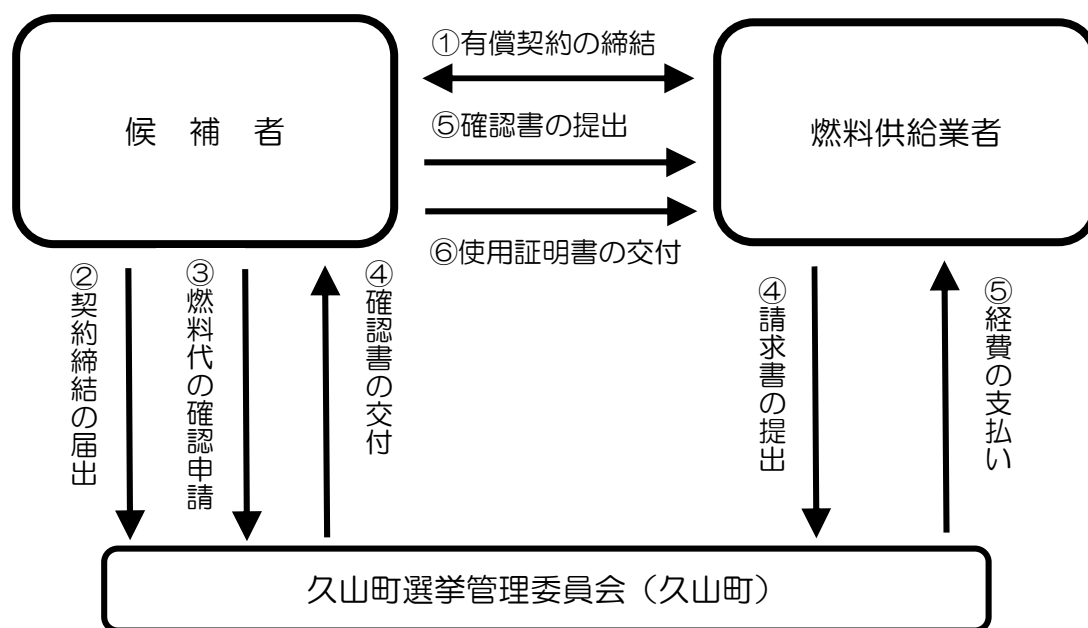 ①有償契約の締結
候　補　者
⑤確認書の提出
燃料供給業者
⑥使用証明書の交付
②契約締結の届出
③燃料代の確認申請
④確認書の交付
④請求書の提出
⑤経費の支払い
久山町選挙管理委員会（久山町）